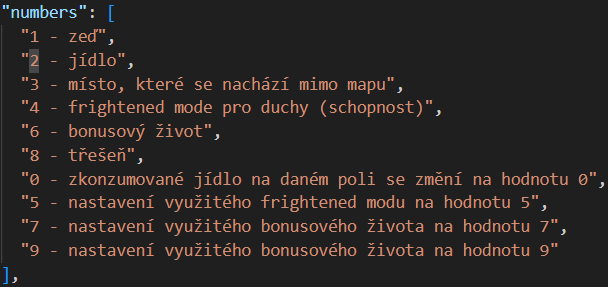 "numbers": [
"1 - zeď",
"2 - jídlo",
"3 - místo, které se nachází mimo mapu",
"4 - frightened mode pro duchy (schopnost)",
"6 - bonusový život",
"8 - třešeň",
"0 - zkonzumované jídlo na daném poli se změní na hodnotu 0",
"5 - nastavení využitého frightened modu na hodnotu 5",
"7 - nastavení využitého bonusového života na hodnotu 7",
"9 - nastavení využitého bonusového života na hodnotu 9"
],